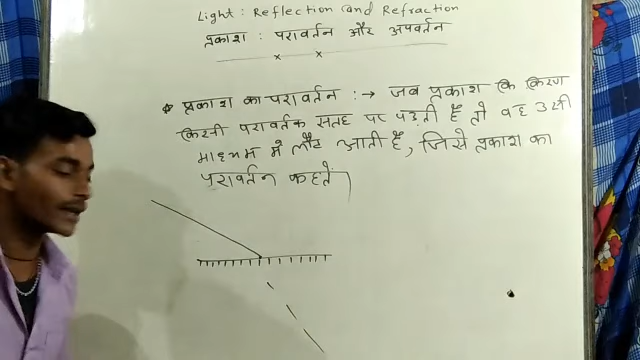 Light : Reflection and Refraction
प्रकाश : परावर्तन और अपवर्तन
प्रकाश का परावर्तन : → जब प्रकाश कि किरण
किसी परावर्तक सतह पर पड़ती है तो वह उसी
माध्यम में लौट जाती है, जिसे प्रकाश का
परावर्तन कहते